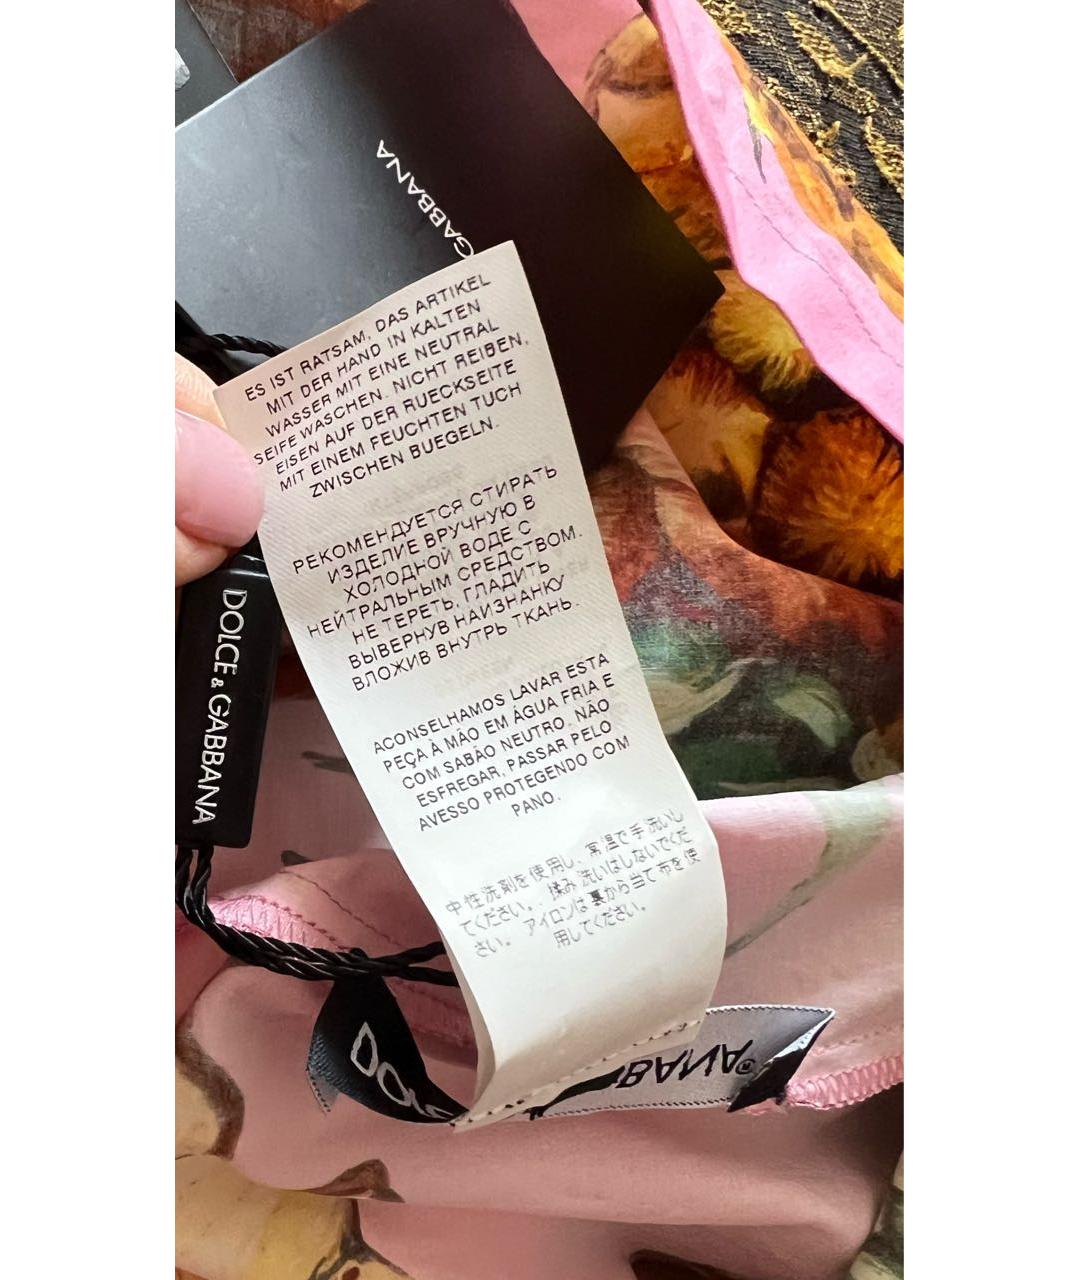 GABBANA
ES IST RATSAM, DAS ARTIKEL
MIT DER HAND IN KALTEN
WASSER MIT EINE NEUTRAL
SEIFE WASCHEN. NICHT REIBEN,
EISEN AUF DER RUECKSEITE
MIT EINEM FEUCHTEN TUCH
ZWISCHEN BUEGELN.
РЕКОМЕНДУЕТСЯ СТИРАТЬ
ИЗДЕЛИЕ ВРУЧНУЮ В
ХОЛОДНОЙ ВОДЕ С
НЕЙТРАЛЬНЫМ СРЕДСТВОМ.
НЕ ТЕРЕТЬ, ГЛАДИТЬ
ВЫВЕРНУВ НАИЗНАНКУ
ВЛОЖИВ ВНУТРЬ ТКАНЬ.
ACONSELHAMOS LAVAR ESTA
PEÇA À MÃO EM ÁGUA FRIA E
COM SABÃO NEUTRO. NÃO
ESFREGAR, PASSAR PELO
AVESSO PROTEGENDO COM
PANO.
中性洗剤を使用し、常温で手洗いし
てください。 揉み洗いはしないでくだ
さい。 アイロンは裏から当て布を使
用してください。
DOLCE & GABBANA
DOLC
BBANA®